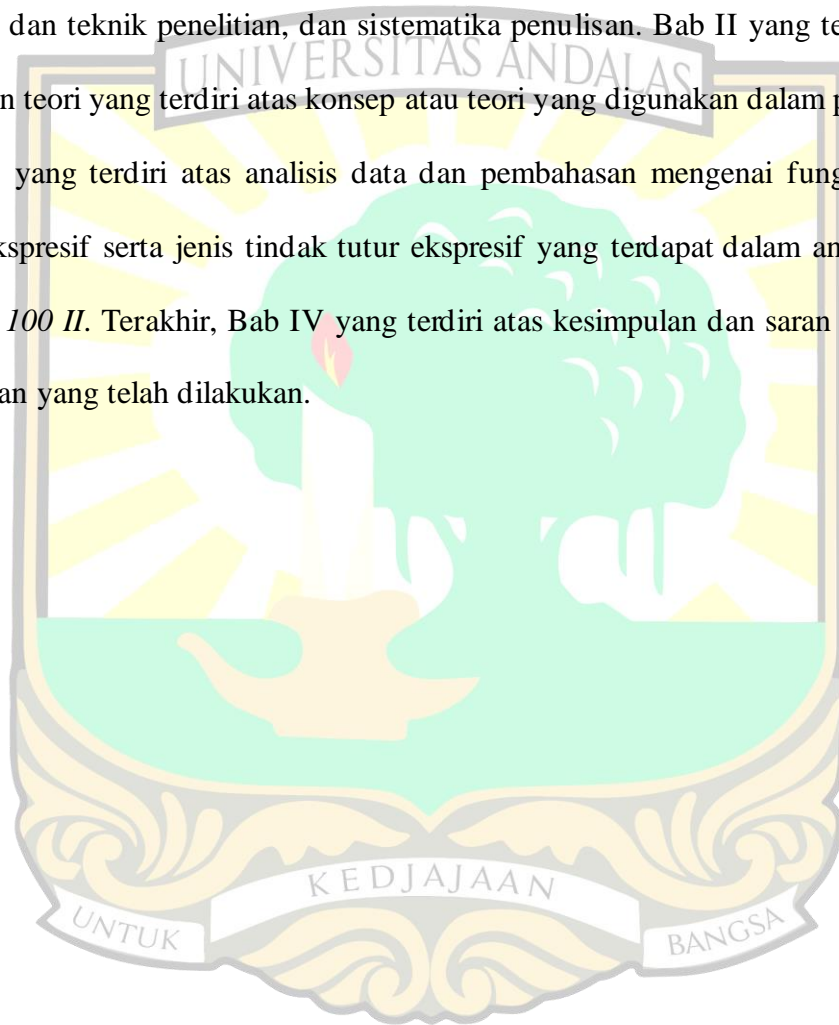 dan teknik penelitian, dan sistematika penulisan. Bab II yang te
UNIVERSITAS ANDALAS
n teori yang terdiri atas konsep atau teori yang digunakan dalam p
yang terdiri atas analisis data dan pembahasan mengenai fung
kspresif serta jenis tindak tutur ekspresif yang terdapat dalam an
100 II. Terakhir, Bab IV yang terdiri atas kesimpulan dan saran
an yang telah dilakukan.
KEDJAJAAN
UNTUK
BANGSA